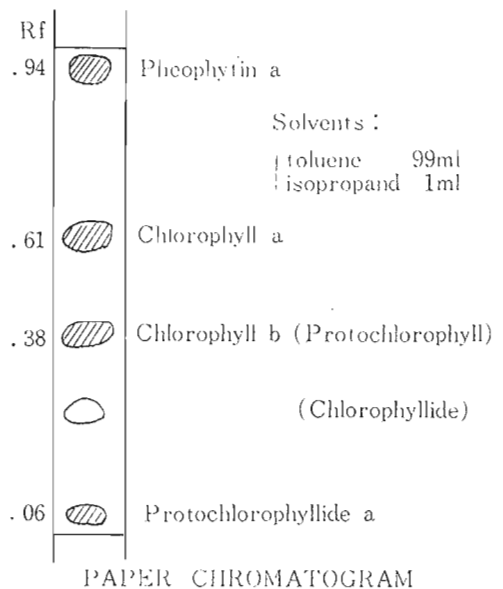 Rf
.94 Pheophytin a
Solvents :
toluene 99ml
isopropand 1ml
.61 Chlorophyll a
.38 Chlorophyll b (Protochlorophyll)
(Chlorophyllide)
.06 Protochlorophyllide a
PAPER CHROMATOGRAM